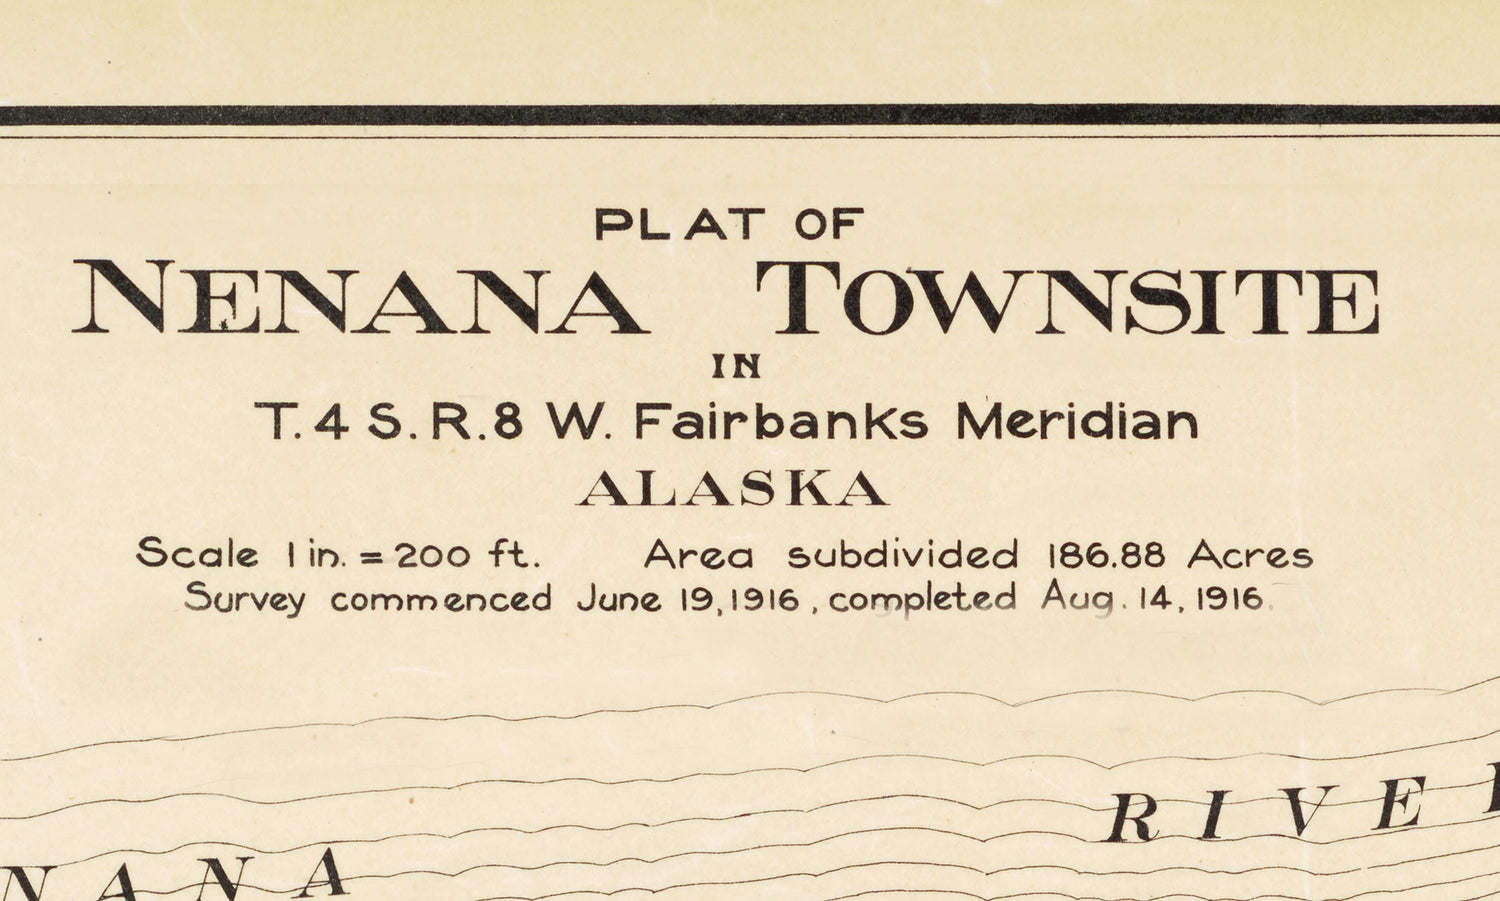 PLAT OF
NENANA TOWNSITE
IN
T. 4 S. R. 8 W. Fairbanks Meridian
ALASKA
Scale 1 in. = 200 ft. Area subdivided 186.88 Acres
Survey commenced June 19, 1916, completed Aug. 14, 1916.
NANA RIVE